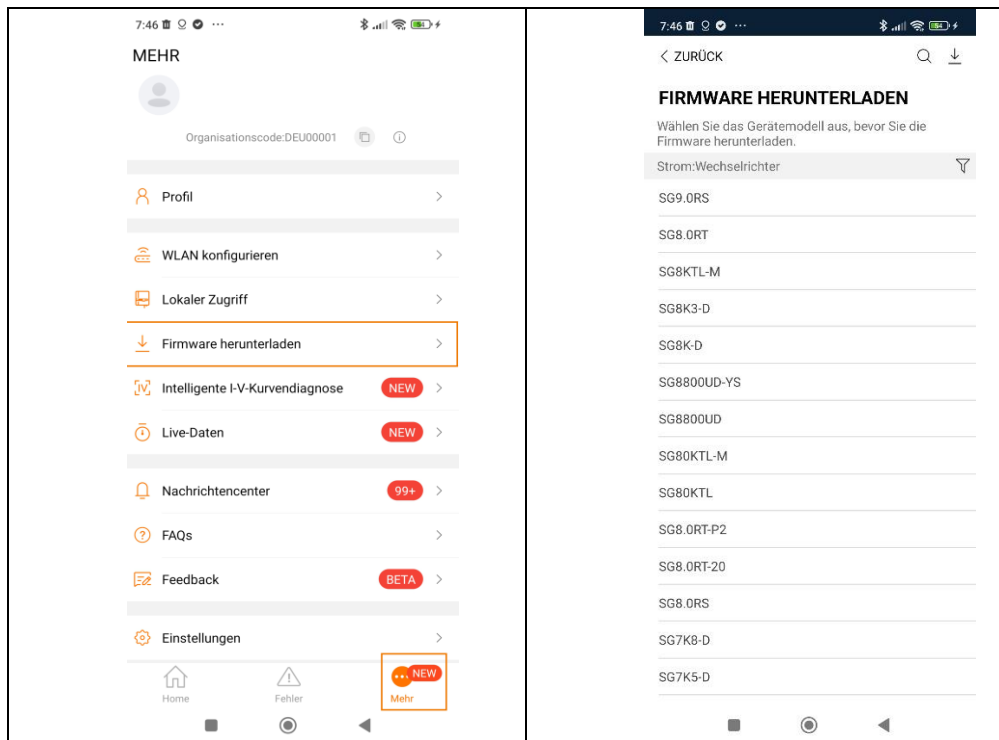 7:46
54
MEHR
Organisationscode:DEU00001
Profil
WLAN konfigurieren
Lokaler Zugriff
Firmware herunterladen
Intelligente I-V-Kurvendiagnose NEW
Live-Daten NEW
Nachrichtencenter 99+
FAQs
Feedback BETA
Einstellungen
NEW
Home Fehler Mehr
7:46
54
ZURÜCK
FIRMWARE HERUNTERLADEN
Wählen Sie das Gerätemodell aus, bevor Sie die
Firmware herunterladen.
Strom:Wechselrichter
SG9.0RS
SG8.0RT
SG8KTL-M
SG8K3-D
SG8K-D
SG8800UD-YS
SG8800UD
SG80KTL-M
SG80KTL
SG8.0RT-P2
SG8.0RT-20
SG8.0RS
SG7K8-D
SG7K5-D